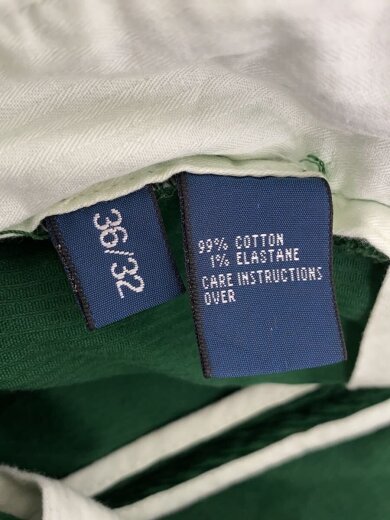 36/32
99% COTTON
1% ELASTANE
CARE INSTRUCTIONS
OVER